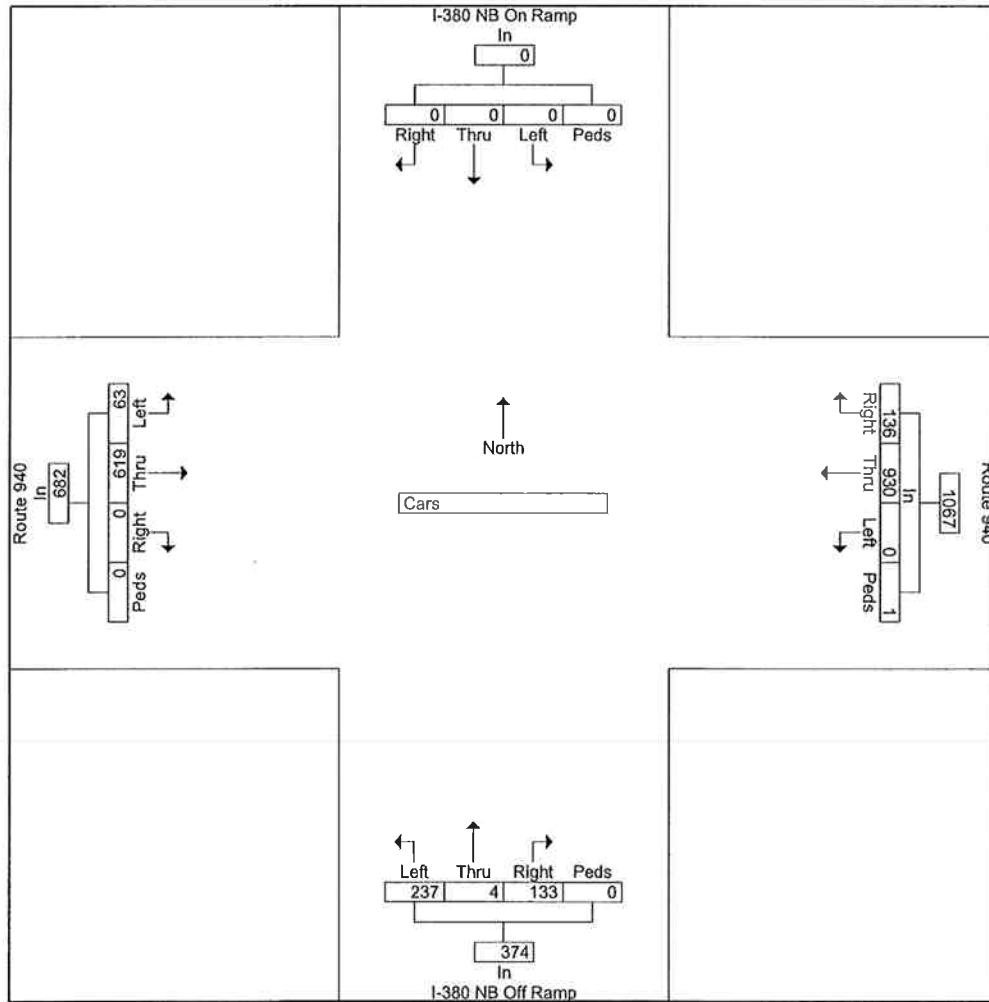 I-380 NB On Ramp
In
0
0 0 0 0
Right Thru Left Peds
Route 940
In
682
63 619 0 0
Left Thru Right Peds
North
Cars
Right Thru Left Peds
136 930 0 1
In
1067
Route 940
Left Thru Right Peds
237 4 133 0
374
In
I-380 NB Off Ramp